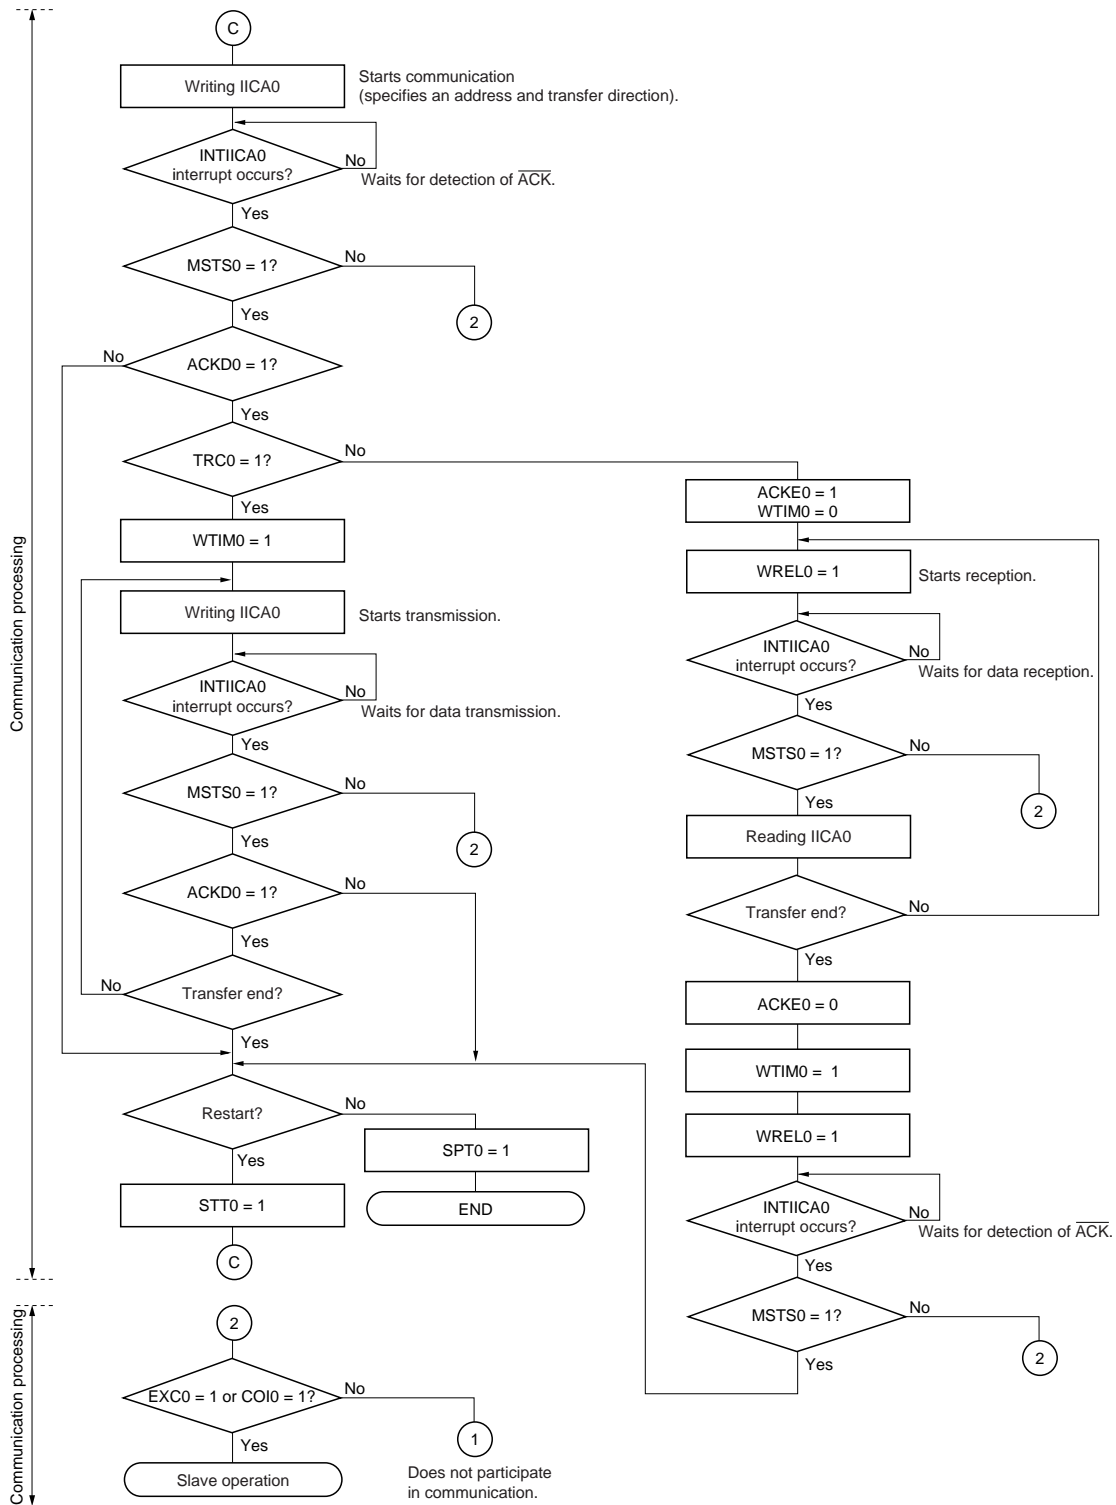 C
Writing IICA0
Starts communication
(specifies an address and transfer direction).
INTIICA0
interrupt occurs?
No
Waits for detection of ACK.
Yes
MSTS0 = 1?
No
2
Yes
ACKD0 = 1?
No
Yes
TRC0 = 1?
No
Yes
WTIM0 = 1
Writing IICA0
Starts transmission.
INTIICA0
interrupt occurs?
No
Waits for data transmission.
Yes
MSTS0 = 1?
No
2
Yes
ACKD0 = 1?
No
Yes
Transfer end?
No
Yes
Restart?
No
SPT0 = 1
END
Yes
STT0 = 1
C
Communication processing
ACKE0 = 1
WTIM0 = 0
WREL0 = 1
Starts reception.
INTIICA0
interrupt occurs?
No
Waits for data reception.
Yes
MSTS0 = 1?
No
2
Yes
Reading IICA0
Transfer end?
No
Yes
ACKE0 = 0
WTIM0 = 1
WREL0 = 1
INTIICA0
interrupt occurs?
No
Waits for detection of ACK.
Yes
MSTS0 = 1?
No
2
Yes
Communication processing
2
EXC0 = 1 or COI0 = 1?
No
1
Does not participate
in communication.
Yes
Slave operation